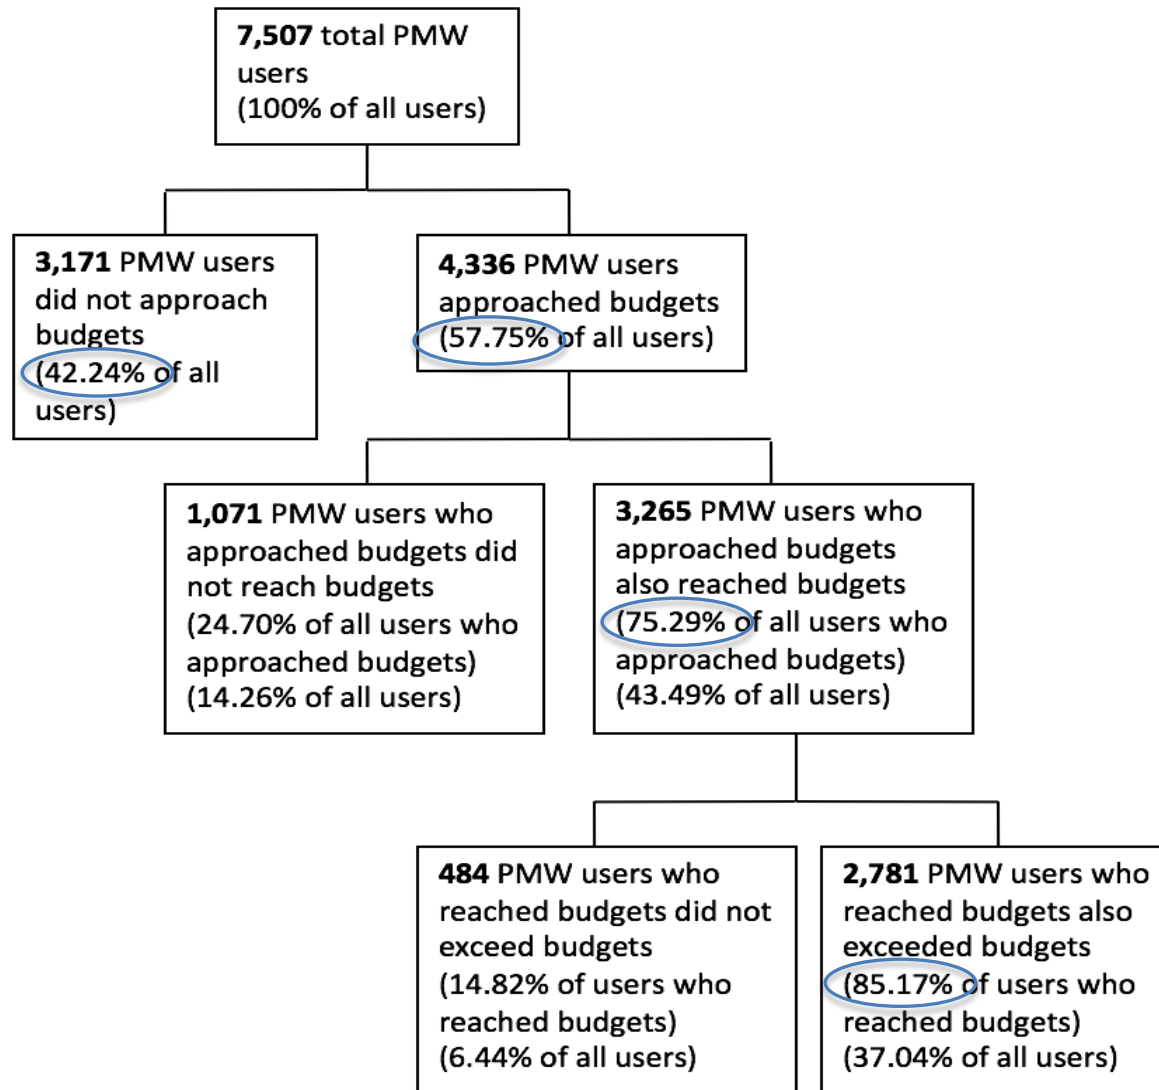 7,507 total PMW
users
(100% of all users)
3,171 PMW users
did not approach
budgets
(42.24% of all
users)
4,336 PMW users
approached budgets
(57.75% of all users)
1,071 PMW users who
approached budgets did
not reach budgets
(24.70% of all users who
approached budgets)
(14.26% of all users)
3,265 PMW users who
approached budgets
also reached budgets
(75.29% of all users who
approached budgets)
(43.49% of all users)
484 PMW users who
reached budgets did not
exceed budgets
(14.82% of users who
reached budgets)
(6.44% of all users)
2,781 PMW users who
reached budgets also
exceeded budgets
(85.17% of users who
reached budgets)
(37.04% of all users)